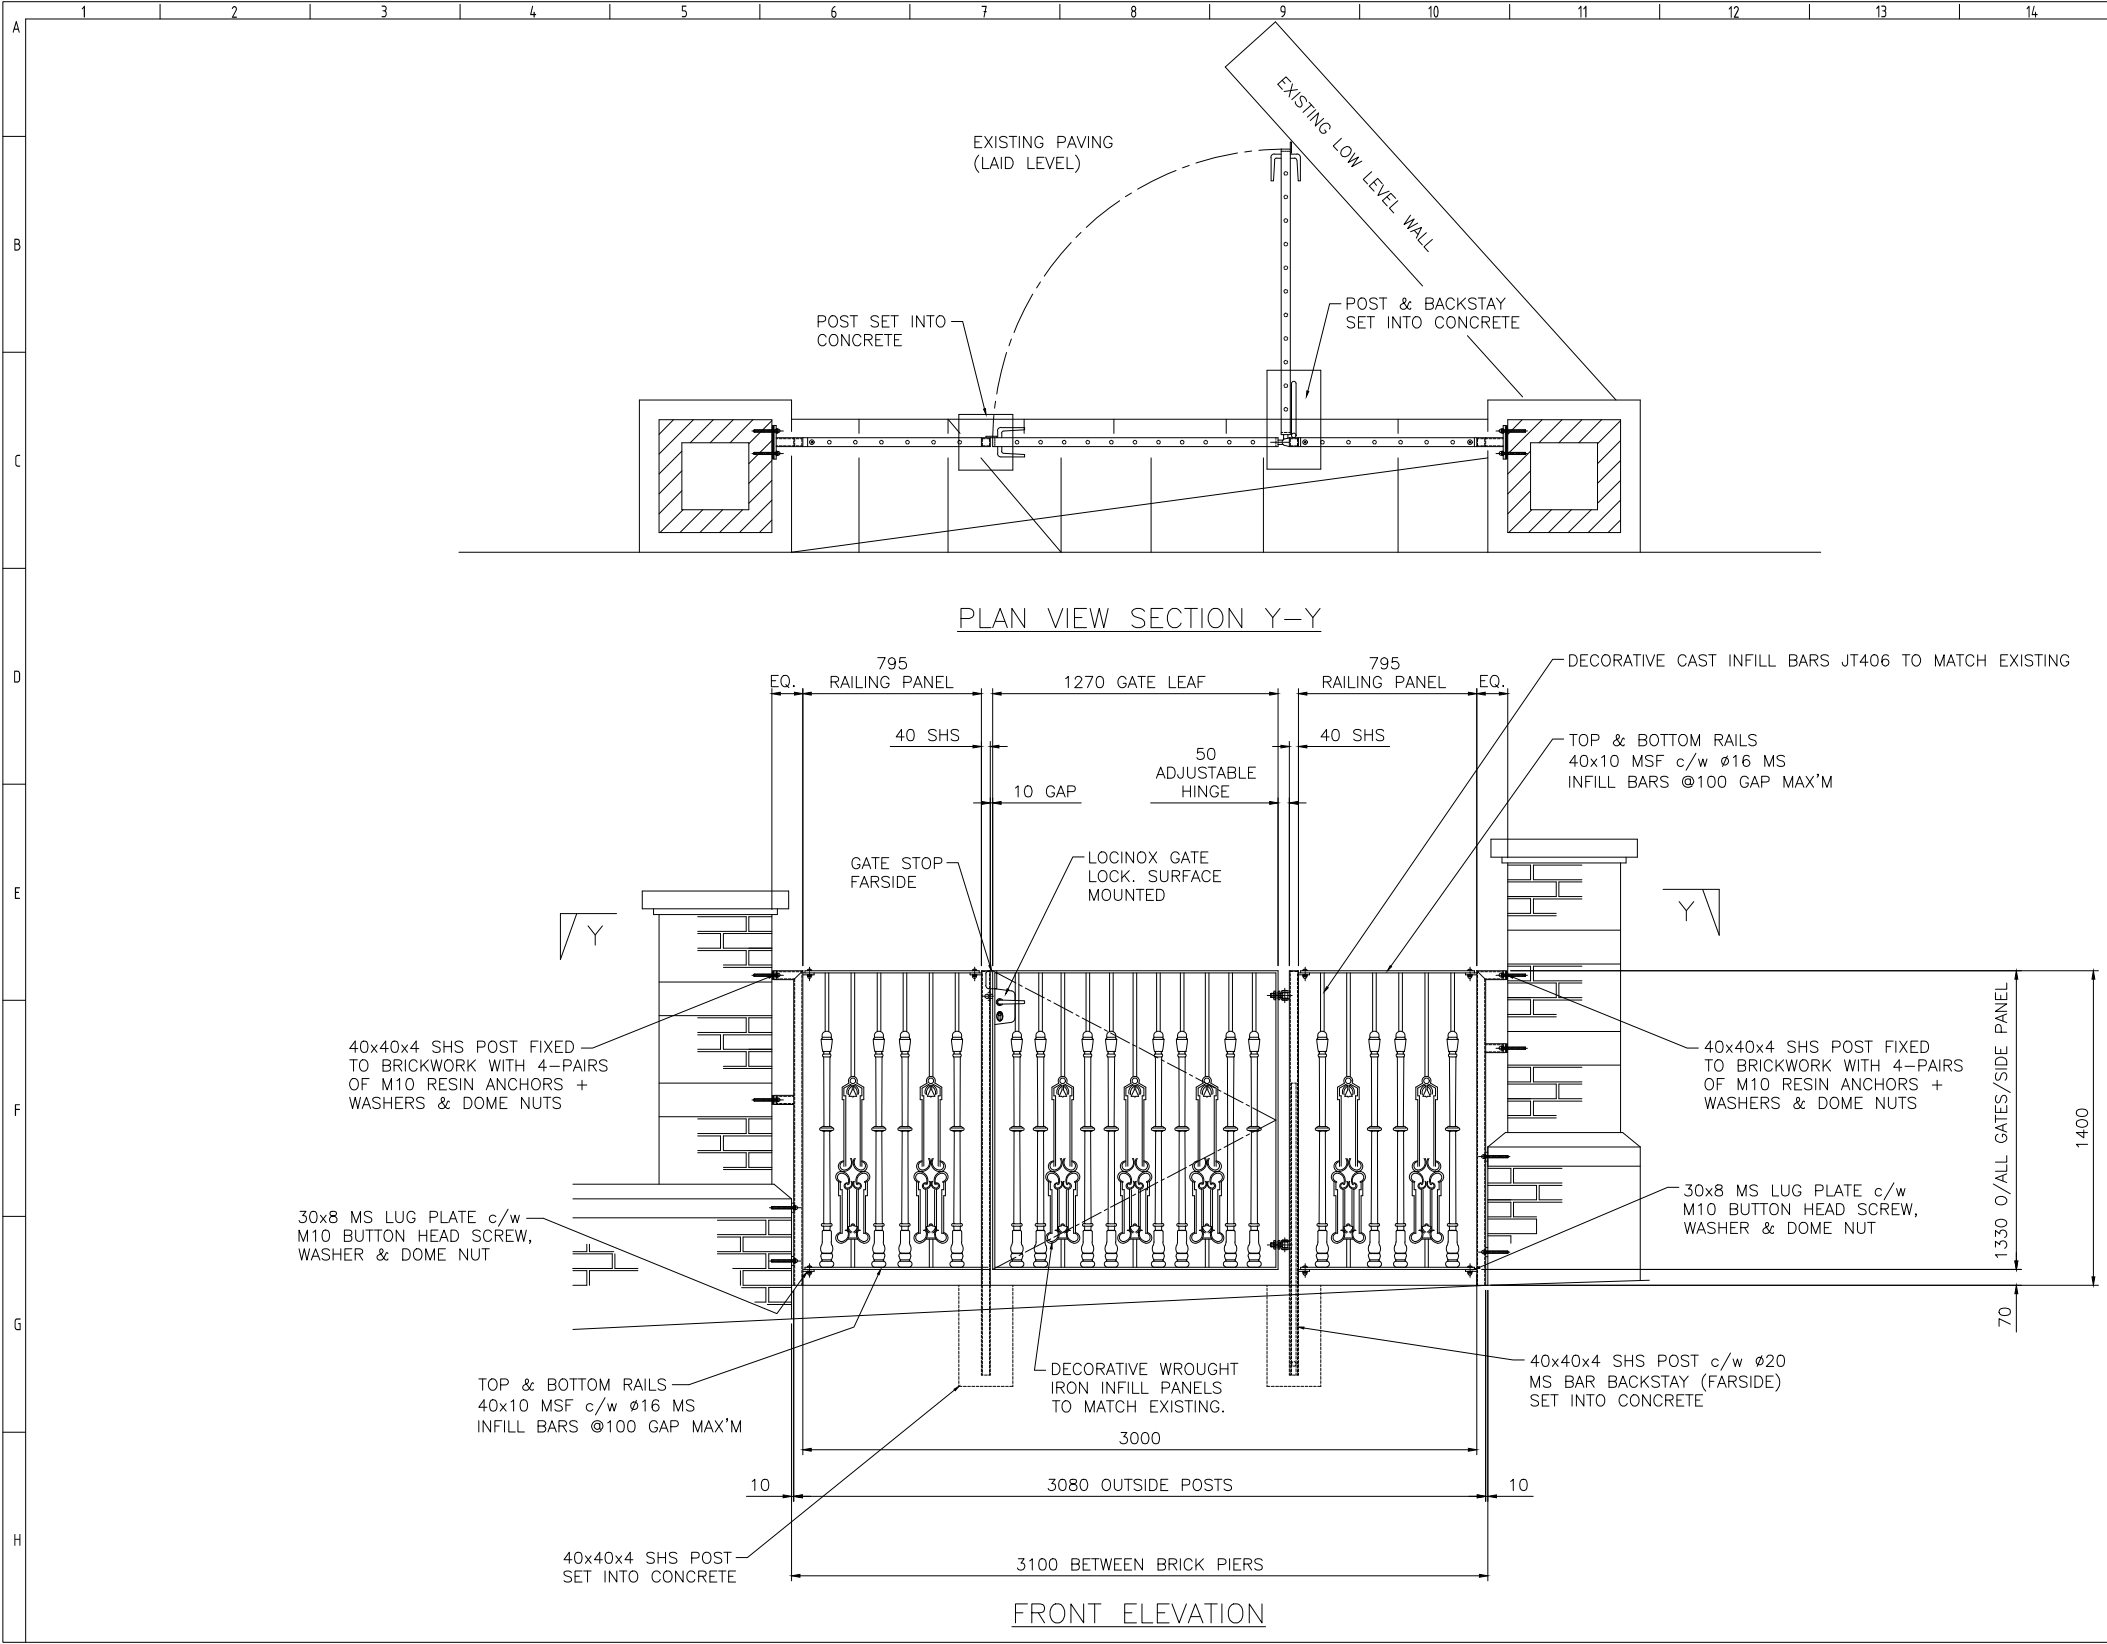 1 2 3 4 5 6 7 8 9 10 11 12 13 14
A
B
C
D
E
F
G
H
EXISTING LOW LEVEL WALL
EXISTING PAVING
(LAID LEVEL)
POST SET INTO
CONCRETE
POST & BACKSTAY
SET INTO CONCRETE
PLAN VIEW SECTION Y-Y
EQ.
795
RAILING PANEL
1270 GATE LEAF
795
RAILING PANEL
EQ.
DECORATIVE CAST INFILL BARS JT406 TO MATCH EXISTING
40 SHS
10 GAP
50
ADJUSTABLE
HINGE
40 SHS
TOP & BOTTOM RAILS
40x10 MSF c/w ø16 MS
INFILL BARS @100 GAP MAX'M
GATE STOP
FARSIDE
LOCINOX GATE
LOCK. SURFACE
MOUNTED
Y
Y
40x40x4 SHS POST FIXED
TO BRICKWORK WITH 4-PAIRS
OF M10 RESIN ANCHORS +
WASHERS & DOME NUTS
40x40x4 SHS POST FIXED
TO BRICKWORK WITH 4-PAIRS
OF M10 RESIN ANCHORS +
WASHERS & DOME NUTS
1330 O/ALL GATES/SIDE PANEL
1400
70
30x8 MS LUG PLATE c/w
M10 BUTTON HEAD SCREW,
WASHER & DOME NUT
30x8 MS LUG PLATE c/w
M10 BUTTON HEAD SCREW,
WASHER & DOME NUT
TOP & BOTTOM RAILS
40x10 MSF c/w ø16 MS
INFILL BARS @100 GAP MAX'M
DECORATIVE WROUGHT
IRON INFILL PANELS
TO MATCH EXISTING.
40x40x4 SHS POST c/w ø20
MS BAR BACKSTAY (FARSIDE)
SET INTO CONCRETE
3000
10
3080 OUTSIDE POSTS
10
40x40x4 SHS POST
SET INTO CONCRETE
3100 BETWEEN BRICK PIERS
FRONT ELEVATION